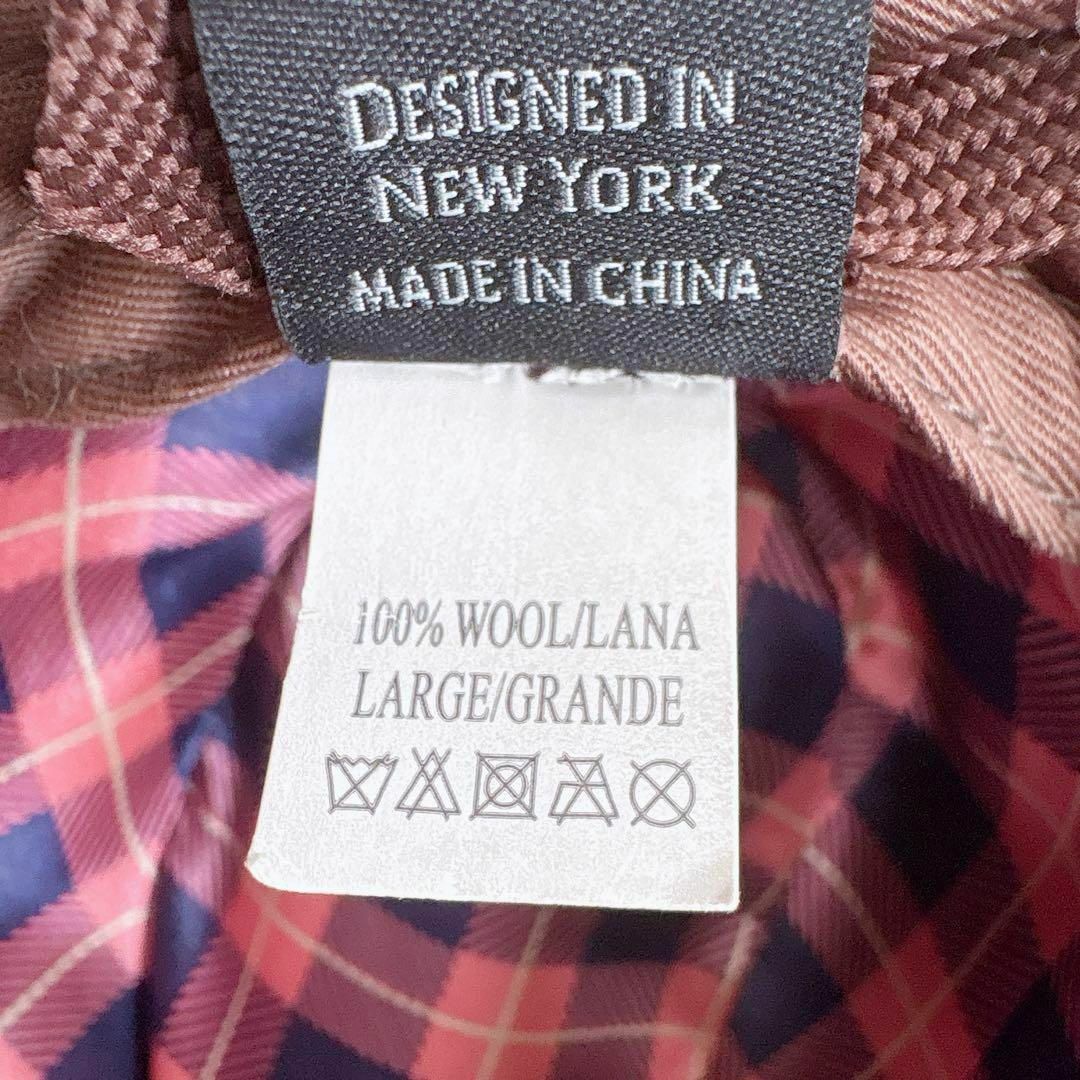 DESIGNED IN
NEW YORK
MADE IN CHINA
100% WOOL/LANA
LARGE/GRANDE